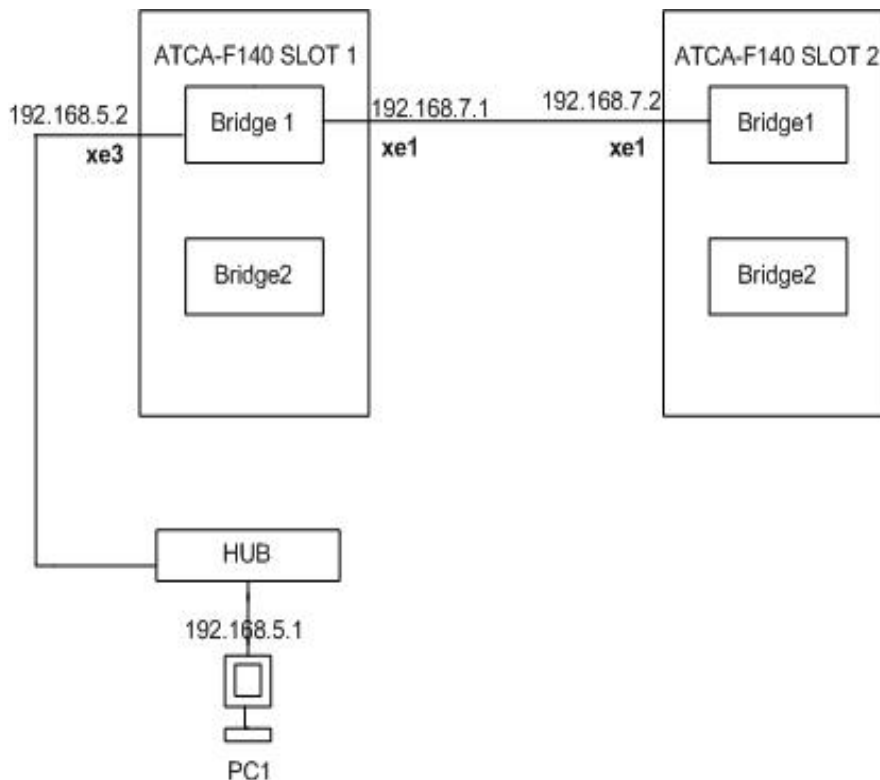 ATCA-F140 SLOT 1
ATCA-F140 SLOT 2
192.168.5.2
Bridge 1
192.168.7.1
192.168.7.2
Bridge1
xe3
xe1
xe1
Bridge2
Bridge2
HUB
192.168.5.1
PC1